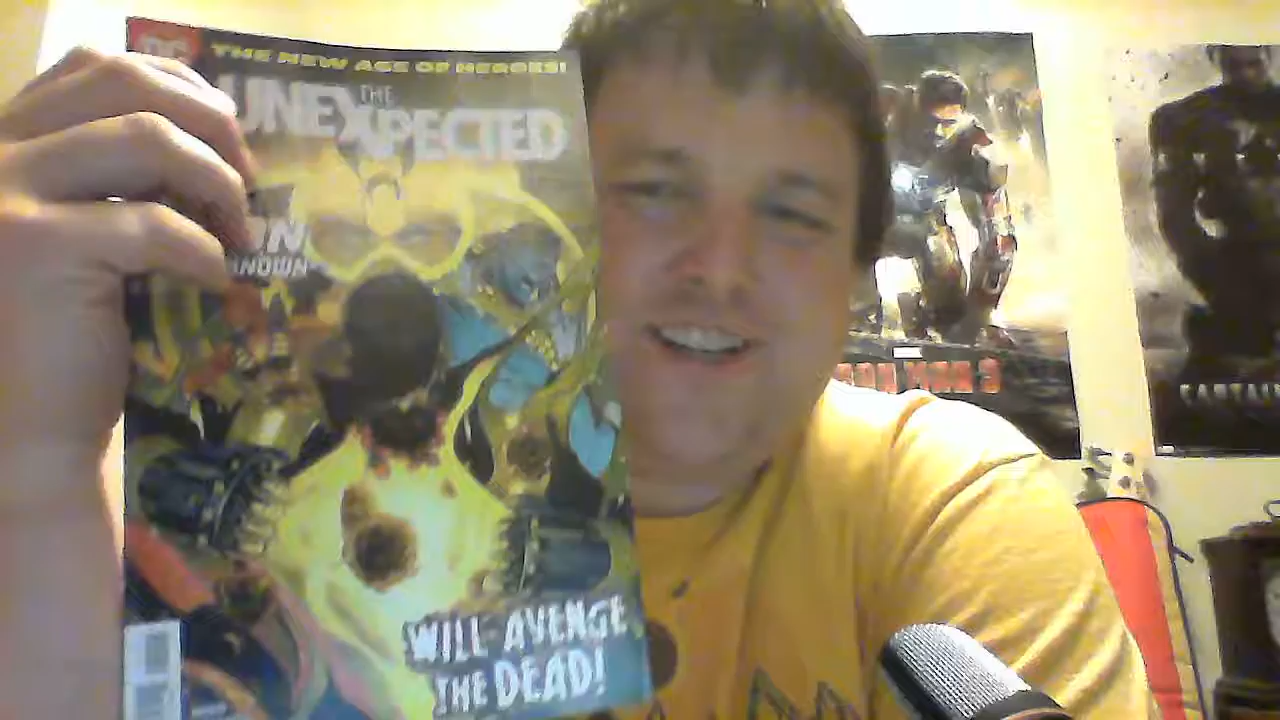 DC
THE NEW AGE OF HEROES!
THE
UNEXPECTED
WILL AVENGE
THE DEAD!
IRON MAN 3